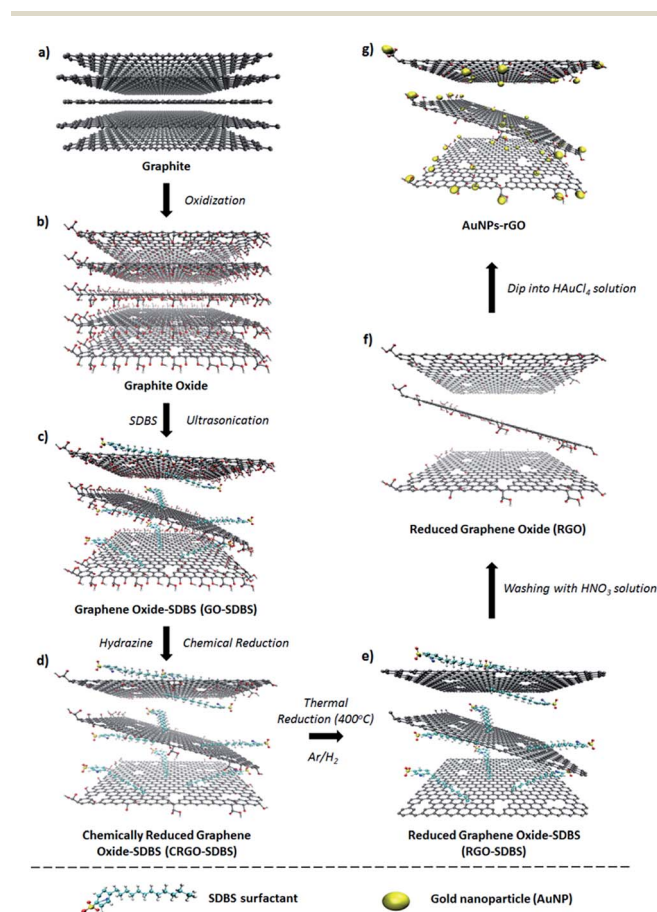 a)
Graphite
Oxidization
b)
Graphite Oxide
SDBS Ultrasonication
c)
Graphene Oxide-SDBS (GO-SDBS)
Hydrazine Chemical Reduction
d)
Chemically Reduced Graphene
Oxide-SDBS (CRGO-SDBS)
Thermal
Reduction (400°C)
Ar/H₂
e)
Reduced Graphene Oxide-SDBS
(RGO-SDBS)
Washing with HNO₃ solution
f)
Reduced Graphene Oxide (RGO)
Dip into HAuCl₄ solution
g)
AuNPs-rGO
SDBS surfactant
Gold nanoparticle (AuNP)